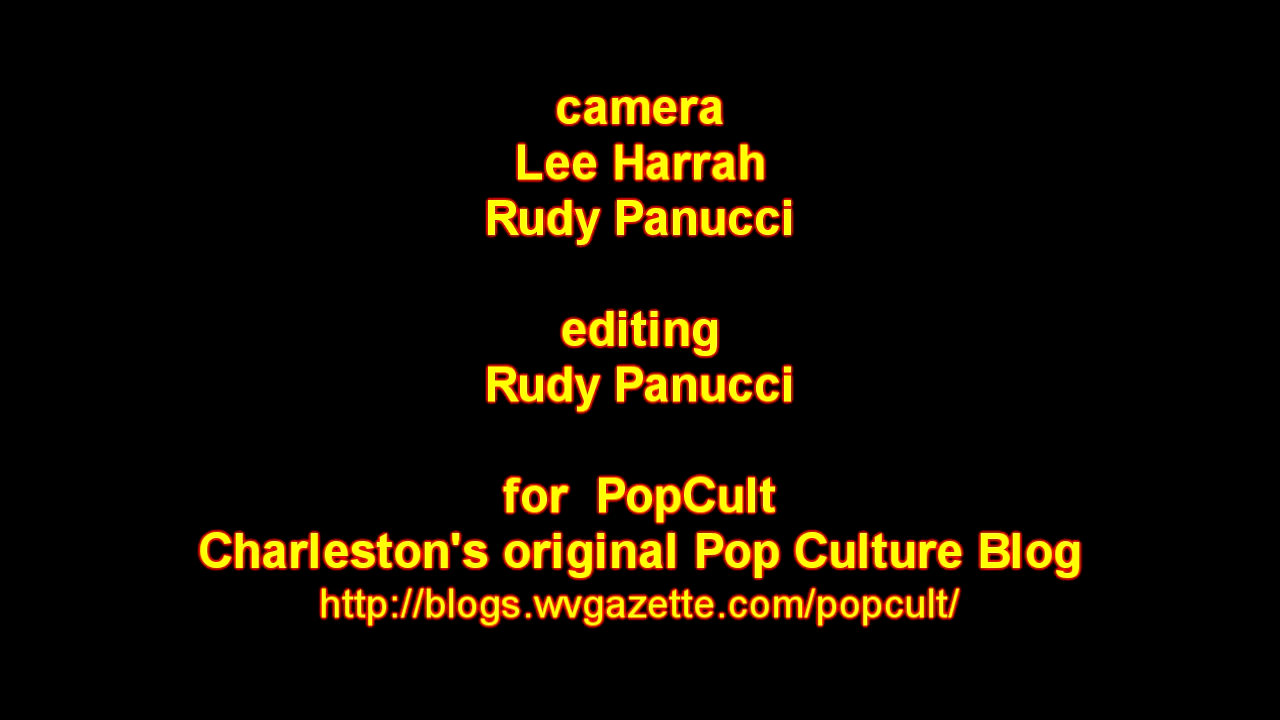 camera
Lee Harrah
Rudy Panucci
editing
Rudy Panucci
for  PopCult
Charleston's original Pop Culture Blog
http://blogs.wvgazette.com/popcult/